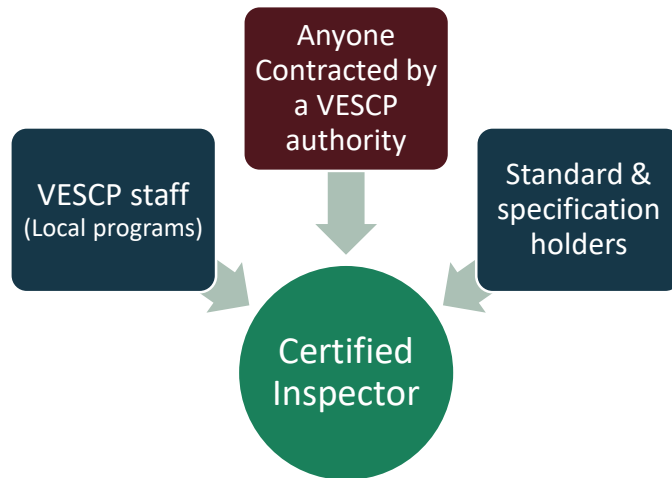 Anyone
Contracted by
a VESCP
authority
VESCP staff
(Local programs)
Standard &
specification
holders
Certified
Inspector